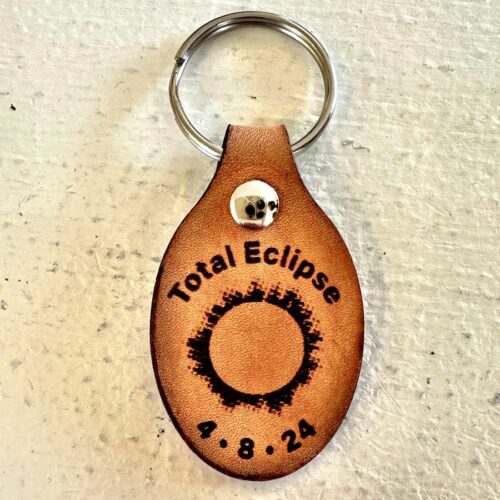 Total Eclipse
4 • 8 • 24